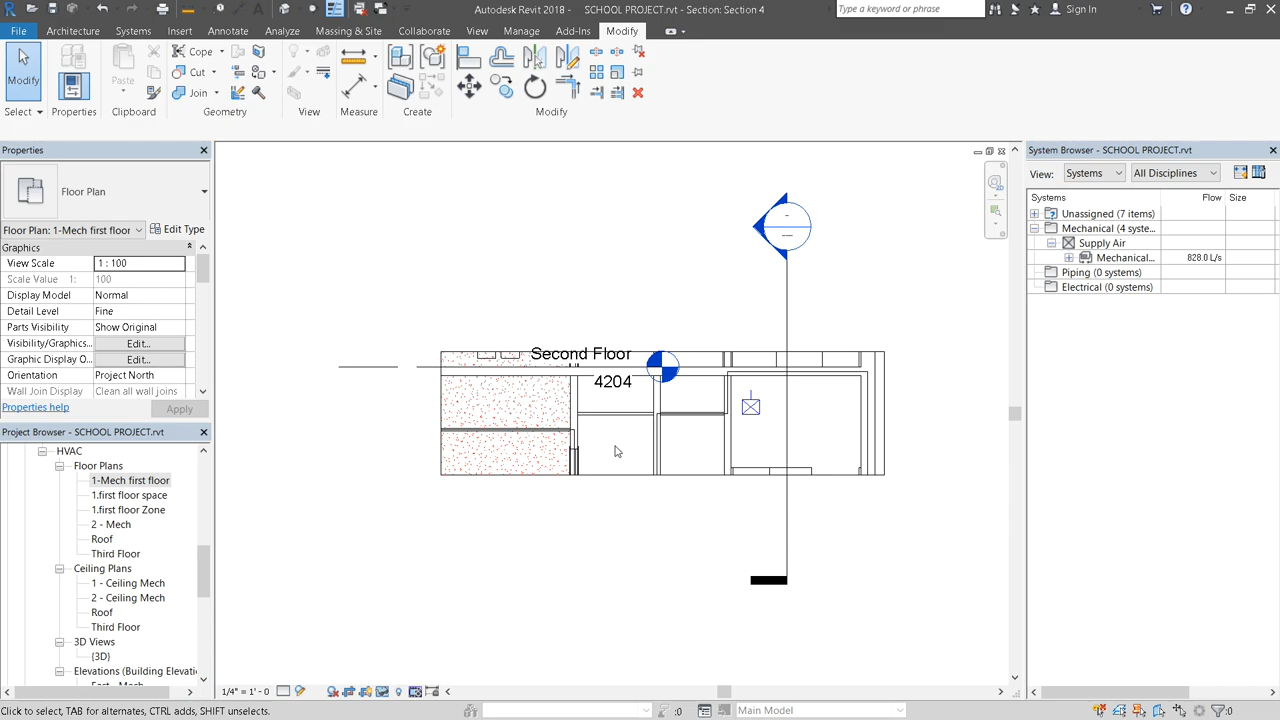 Autodesk Revit 2018 - SCHOOL PROJECT.rvt - Section: Section 4
Type a keyword or phrase
Sign In
File Architecture Systems Insert Annotate Analyze Massing & Site Collaborate View Manage Add-Ins Modify
Modify
Paste
Cope
Cut
Join
Select Properties Clipboard Geometry View Measure Create Modify
Properties
Floor Plan
Floor Plan: 1-Mech first floor
Edit Type
Graphics
View Scale 1 : 100
Scale Value 1: 100
Display Model Normal
Detail Level Fine
Parts Visibility Show Original
Visibility/Graphics... Edit...
Graphic Display O... Edit...
Orientation Project North
Wall Join Display Clean all wall joins
Properties help
Apply
Project Browser - SCHOOL PROJECT.rvt
HVAC
Floor Plans
1-Mech first floor
1.first floor space
1.first floor Zone
2 - Mech
Roof
Third Floor
Ceiling Plans
1 - Ceiling Mech
2 - Ceiling Mech
Roof
Third Floor
3D Views
{3D}
Elevations (Building Elevati
East - Mech
Second Floor
4204
2D
System Browser - SCHOOL PROJECT.rvt
View: Systems All Disciplines
Systems Flow Size
Unassigned (7 items)
Mechanical (4 syste...
Supply Air
Mechanical... 828.0 L/s
Piping (0 systems)
Electrical (0 systems)
1/4" = 1'- 0
Click to select, TAB for alternates, CTRL adds, SHIFT unselects.
:0
Main Model
:0